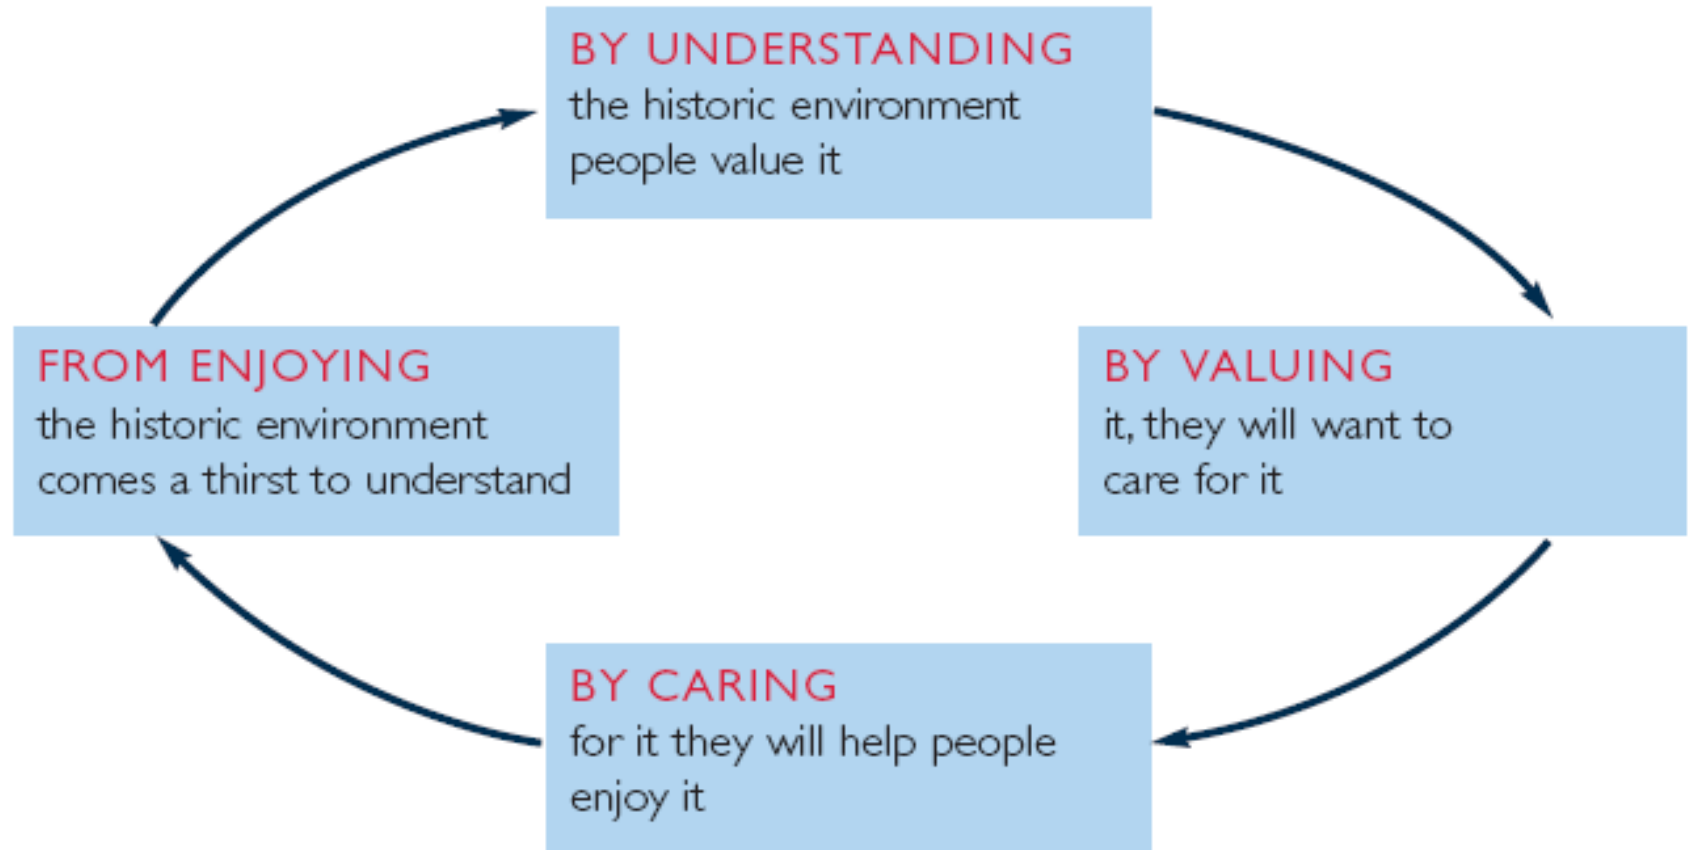 BY UNDERSTANDING
the historic environment
people value it
FROM ENJOYING
the historic environment
comes a thirst to understand
BY VALUING
it, they will want to
care for it
BY CARING
for it they will help people
enjoy it